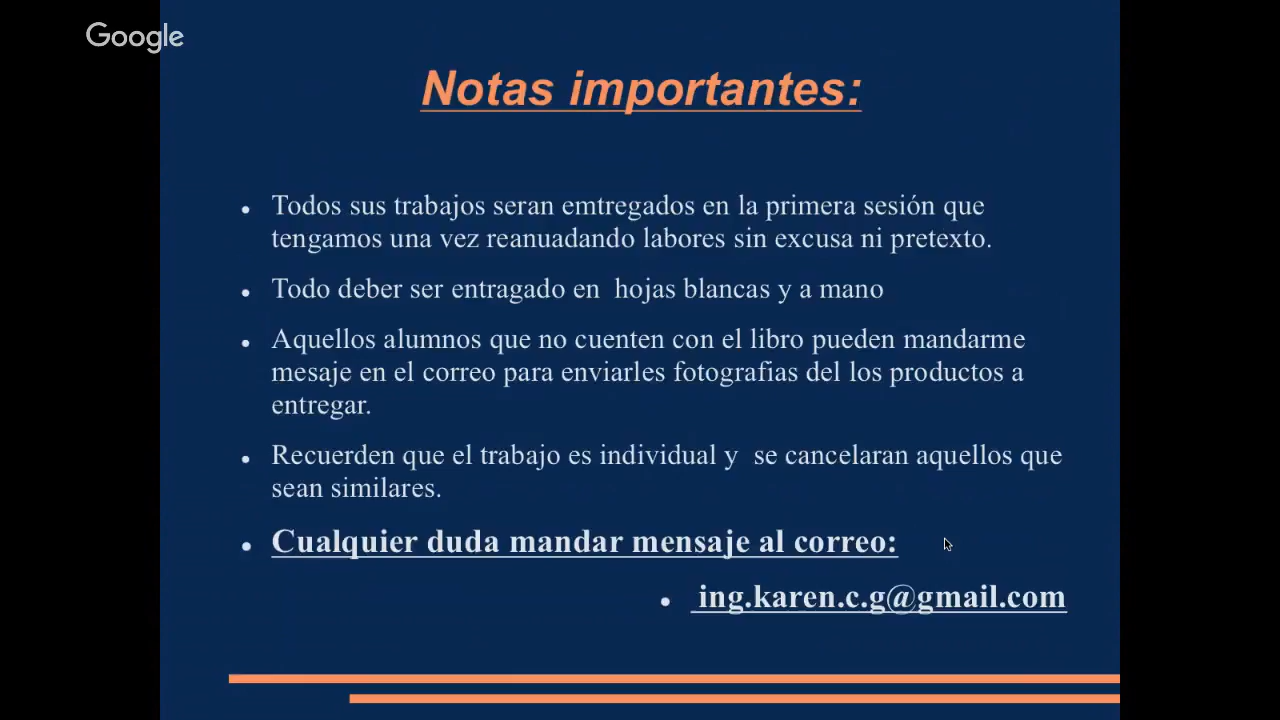 Google
Notas importantes:
Todos sus trabajos seran emtregados en la primera sesión que
tengamos una vez reanuadando labores sin excusa ni pretexto.
Todo deber ser entragado en  hojas blancas y a mano
Aquellos alumnos que no cuenten con el libro pueden mandarme
mesaje en el correo para enviarles fotografias del los productos a
entregar.
Recuerden que el trabajo es individual y  se cancelaran aquellos que
sean similares.
Cualquier duda mandar mensaje al correo:
ing.karen.c.g@gmail.com